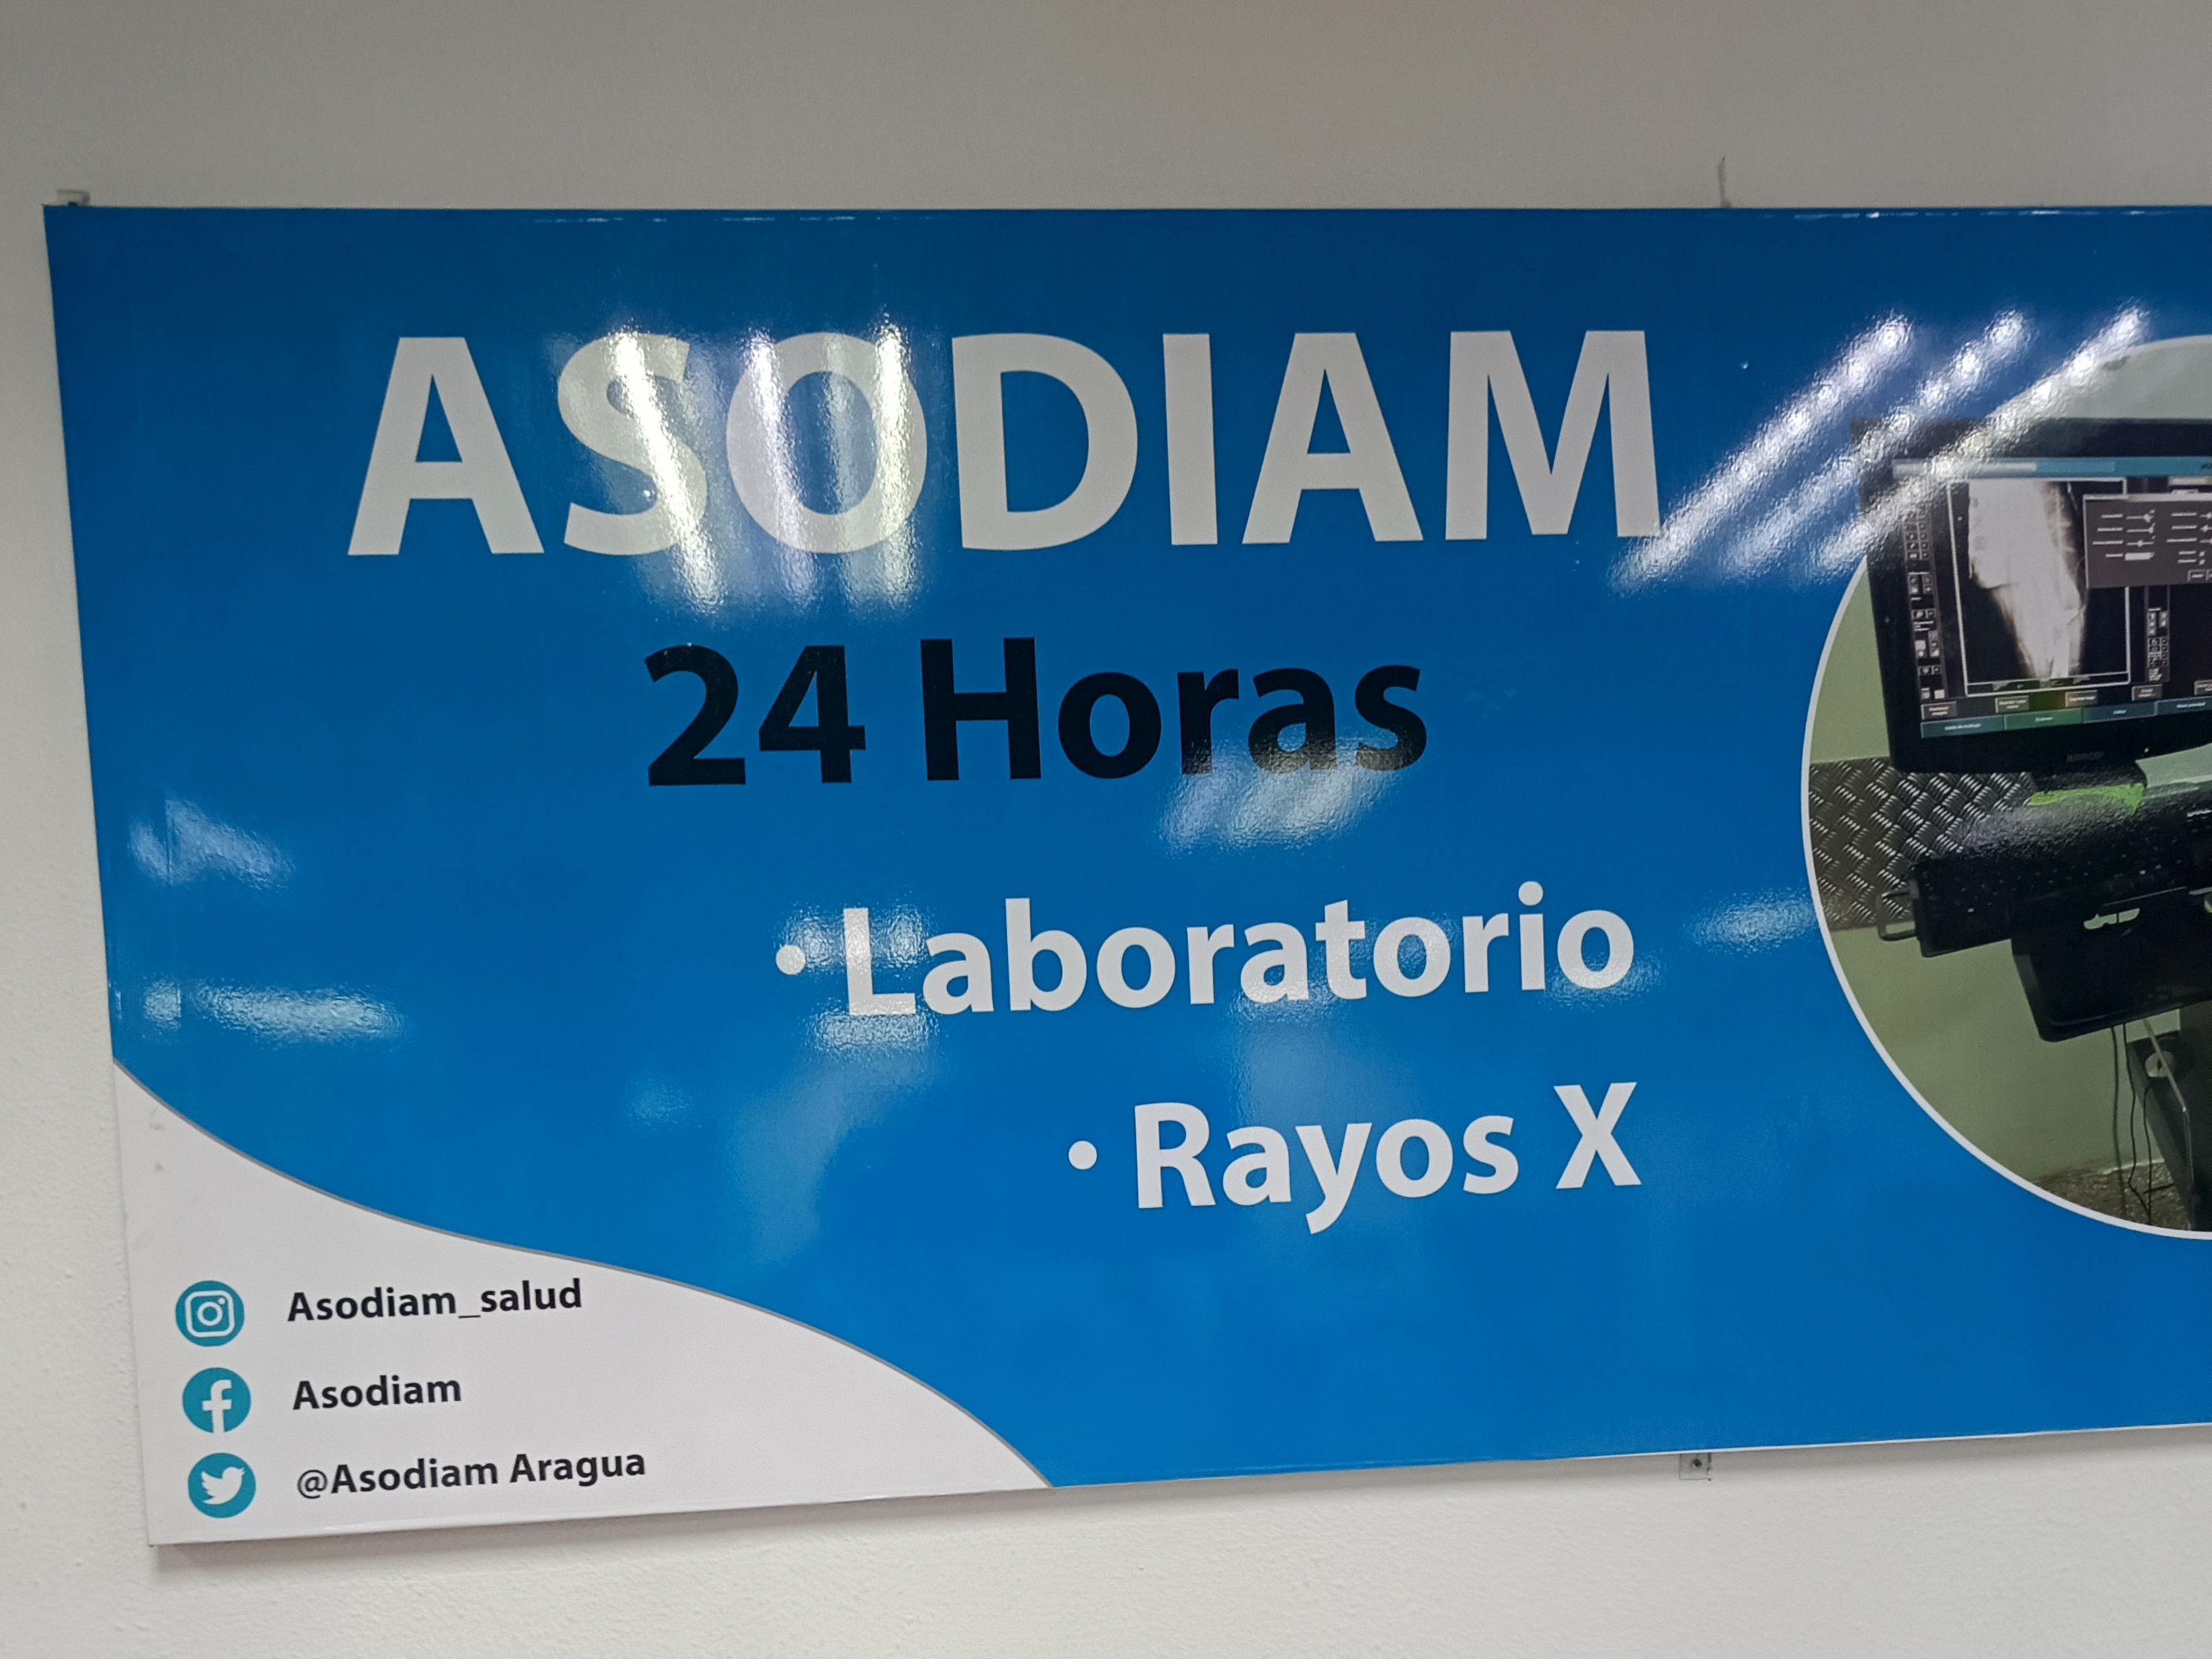 ASODIAM
24 Horas
•Laboratorio
• Rayos X
Asodiam_salud
Asodiam
@Asodiam Aragua